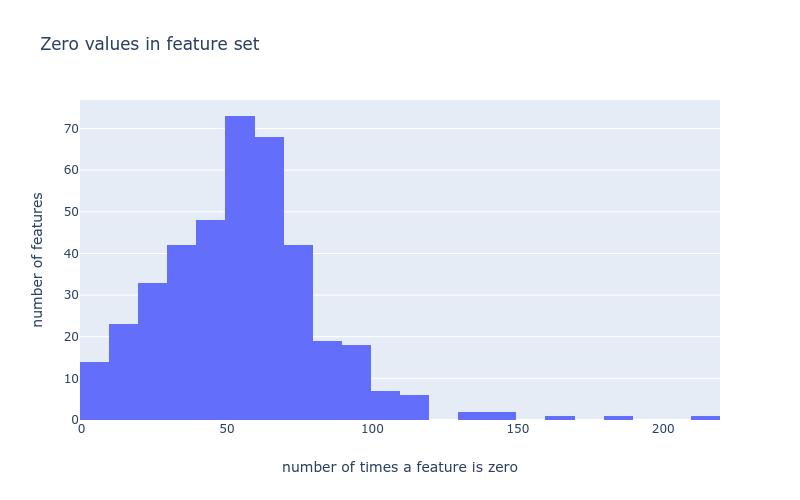 Zero values in feature set
number of features
70
60
50
40
30
20
10
0
0 50 100 150 200
number of times a feature is zero